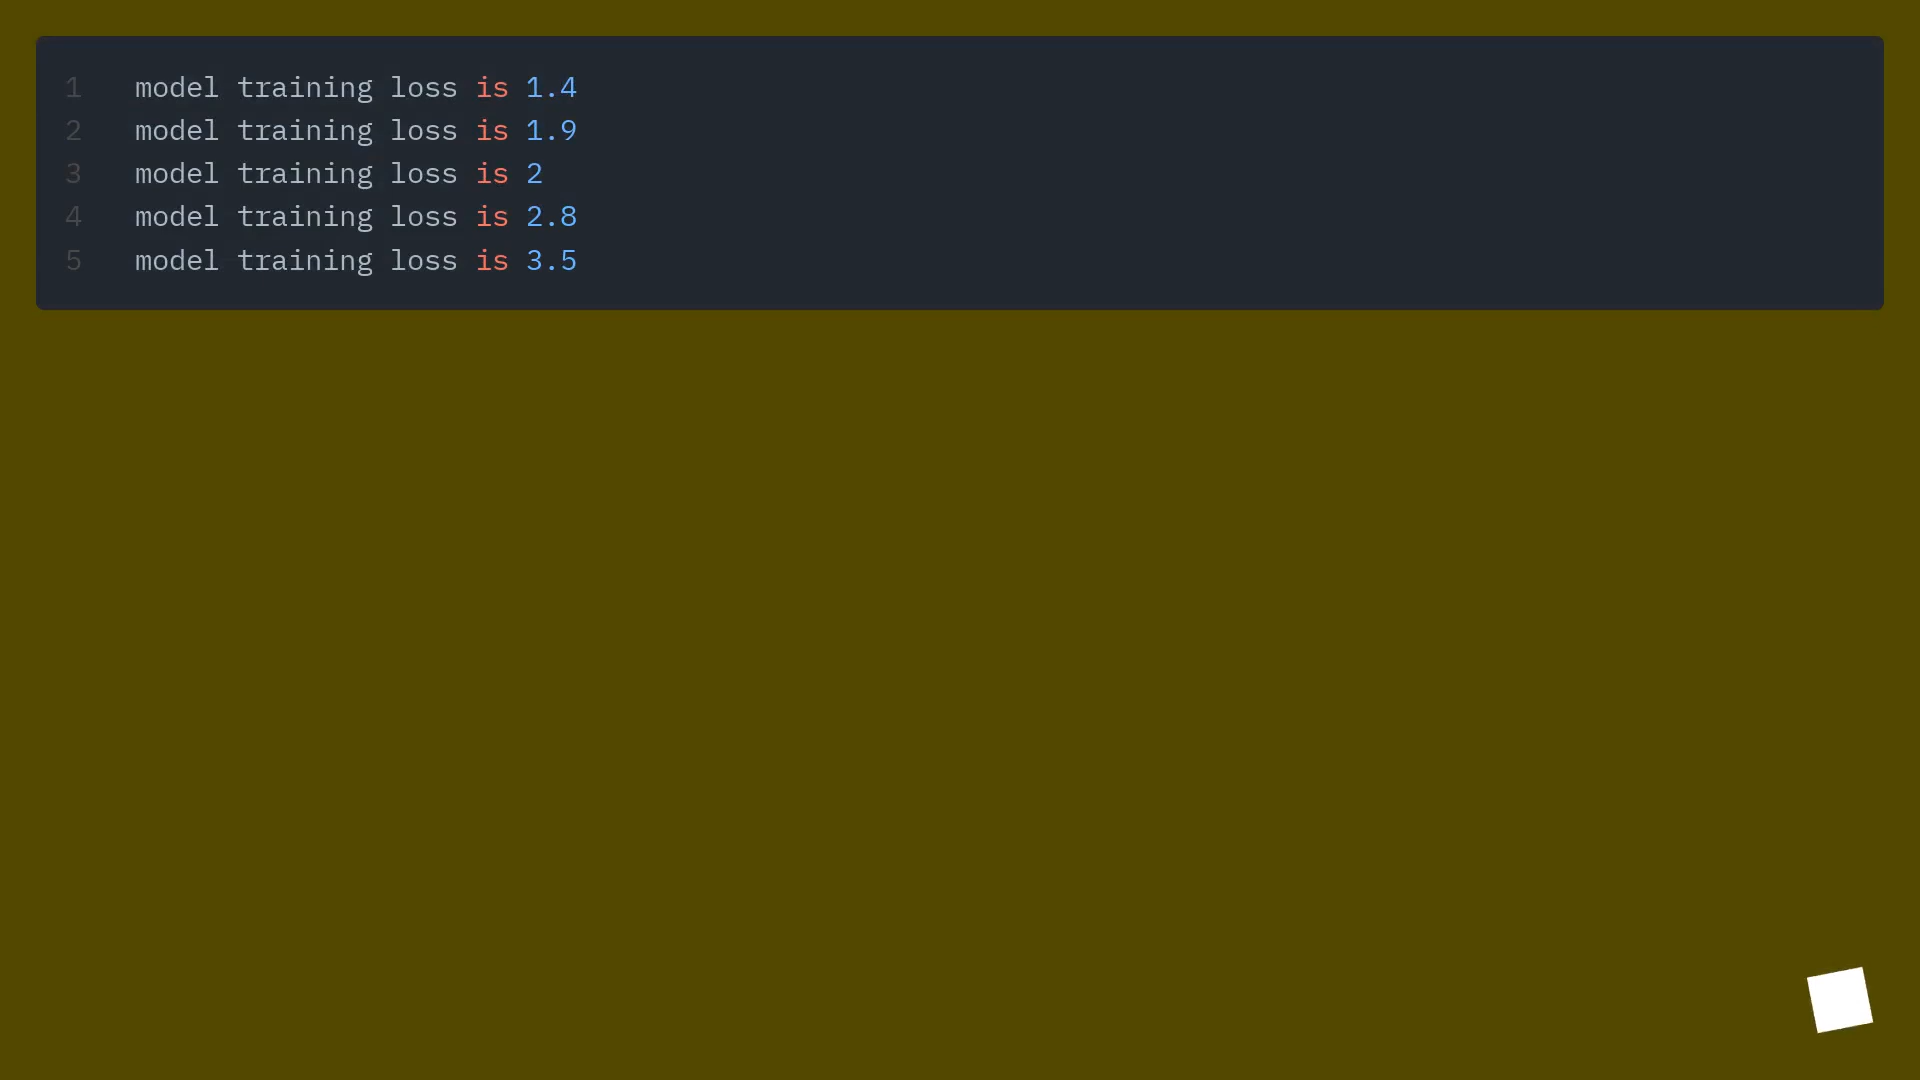 1 model training loss is 1.4
2 model training loss is 1.9
3 model training loss is 2
4 model training loss is 2.8
5 model training loss is 3.5